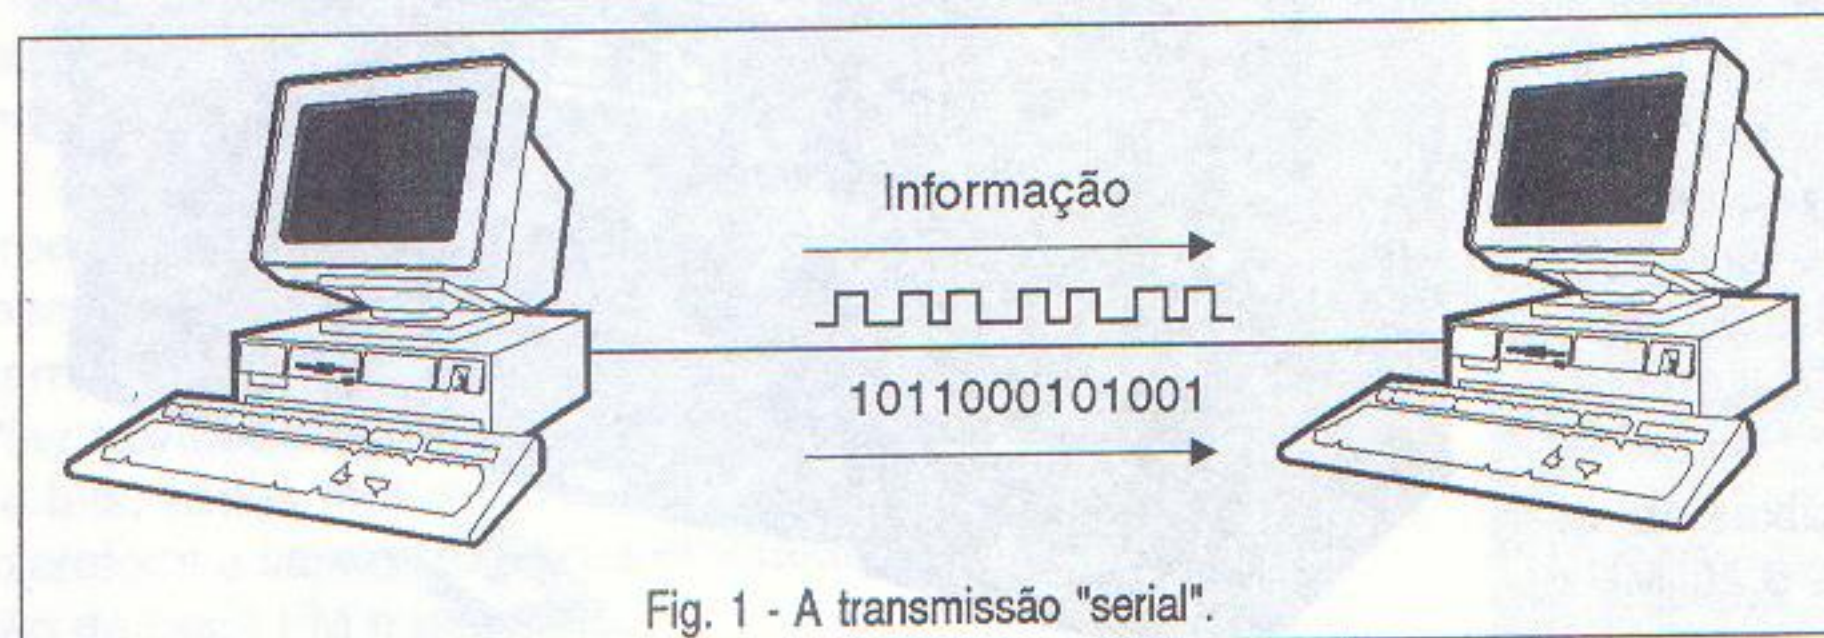 Informação
1011000101001
Fig. 1 - A transmissão "serial".